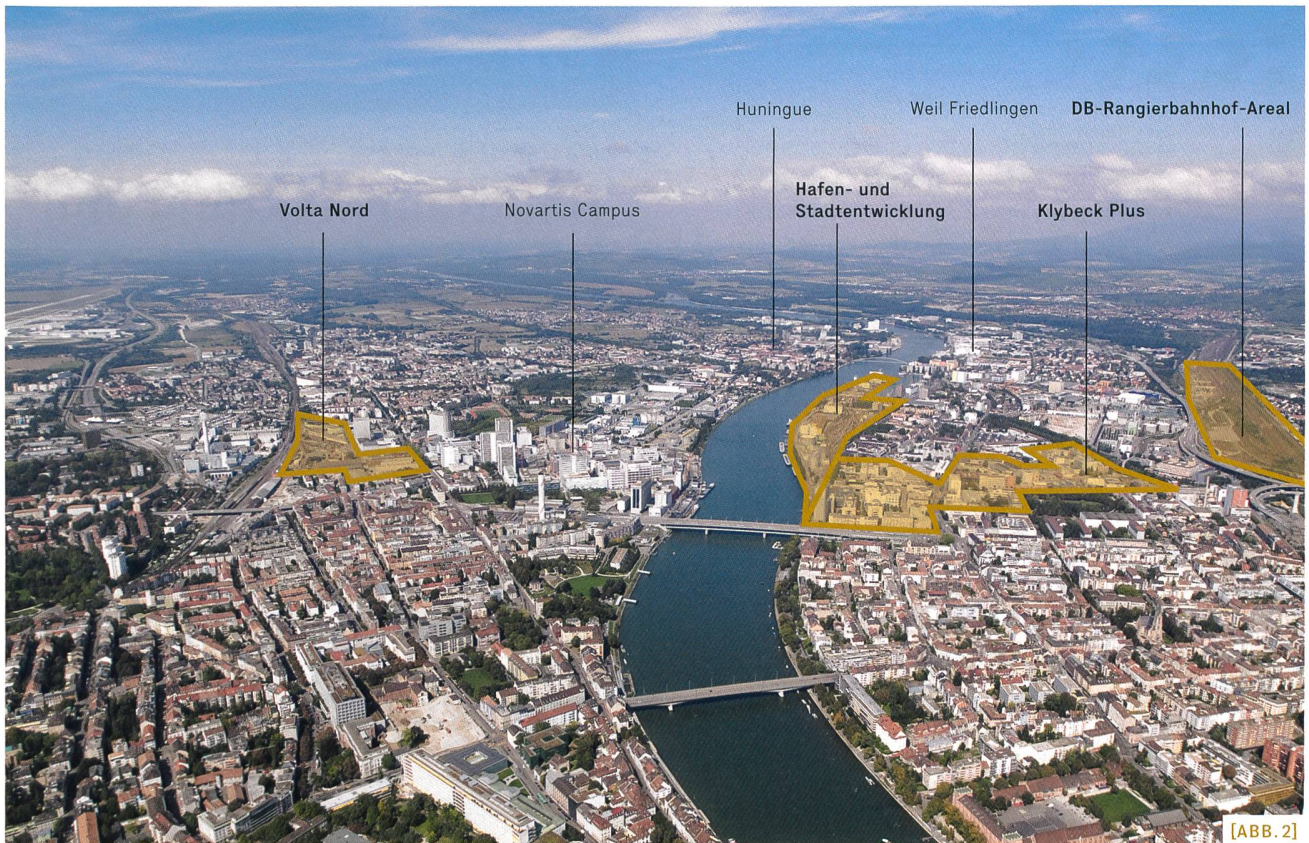 Huningue
Weil Friedlingen
DB-Rangierbahnhof-Areal
Volta Nord
Novartis Campus
Hafen- und
Stadtentwicklung
Klybeck Plus
[ABB. 2]